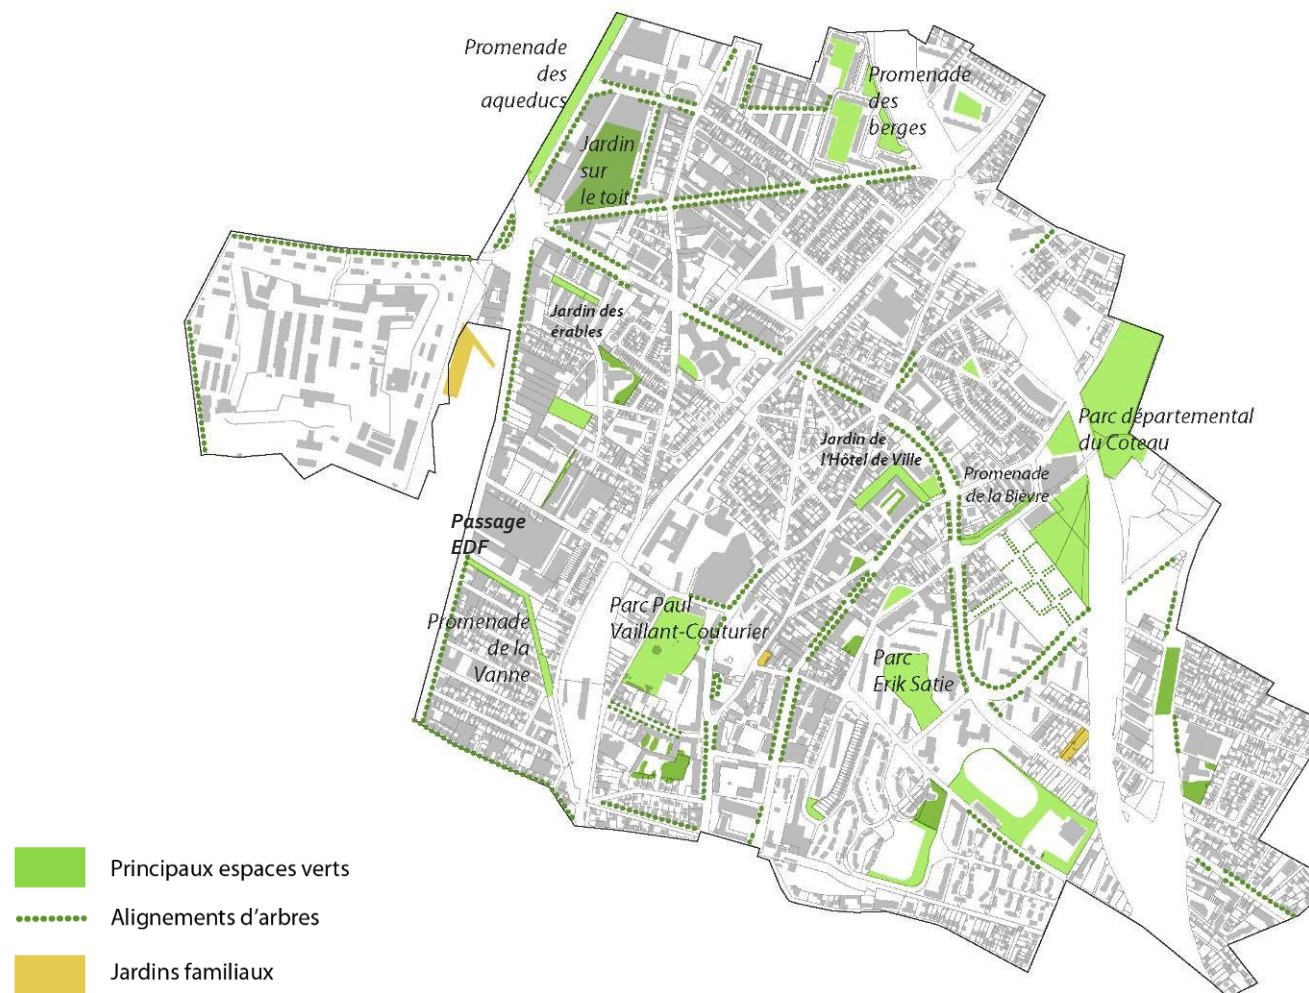 Promenade
des
aqueducs
Promenade
des
berges
Jardin
sur
le toit
Jardin des
érables
Parc départemental
du Coteau
Jardin de
l'Hôtel de Ville
Promenade
de la Bièvre
Passage
EDF
Promenade
de la
Vanne
Parc Paul
Vaillant-Couturier
Parc
Erik Satie
Principaux espaces verts
Alignements d'arbres
Jardins familiaux